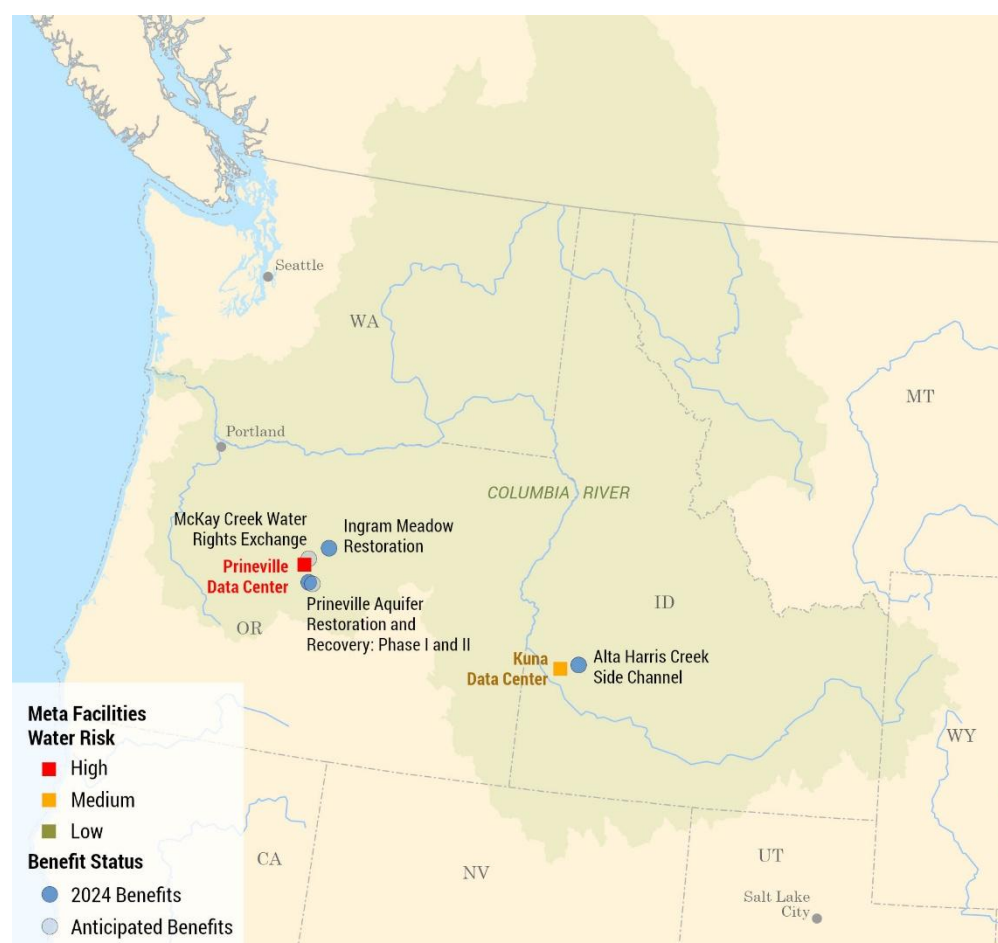 Seattle
WA
MT
Portland
COLUMBIA RIVER
McKay Creek Water
Rights Exchange
Ingram Meadow
Restoration
Prineville
Data Center
Prineville Aquifer
Restoration and
Recovery: Phase I and II
OR
ID
Kuna
Data Center
Alta Harris Creek
Side Channel
WY
CA
NV
UT
Salt Lake
City
Meta Facilities
Water Risk
High
Medium
Low
Benefit Status
2024 Benefits
Anticipated Benefits